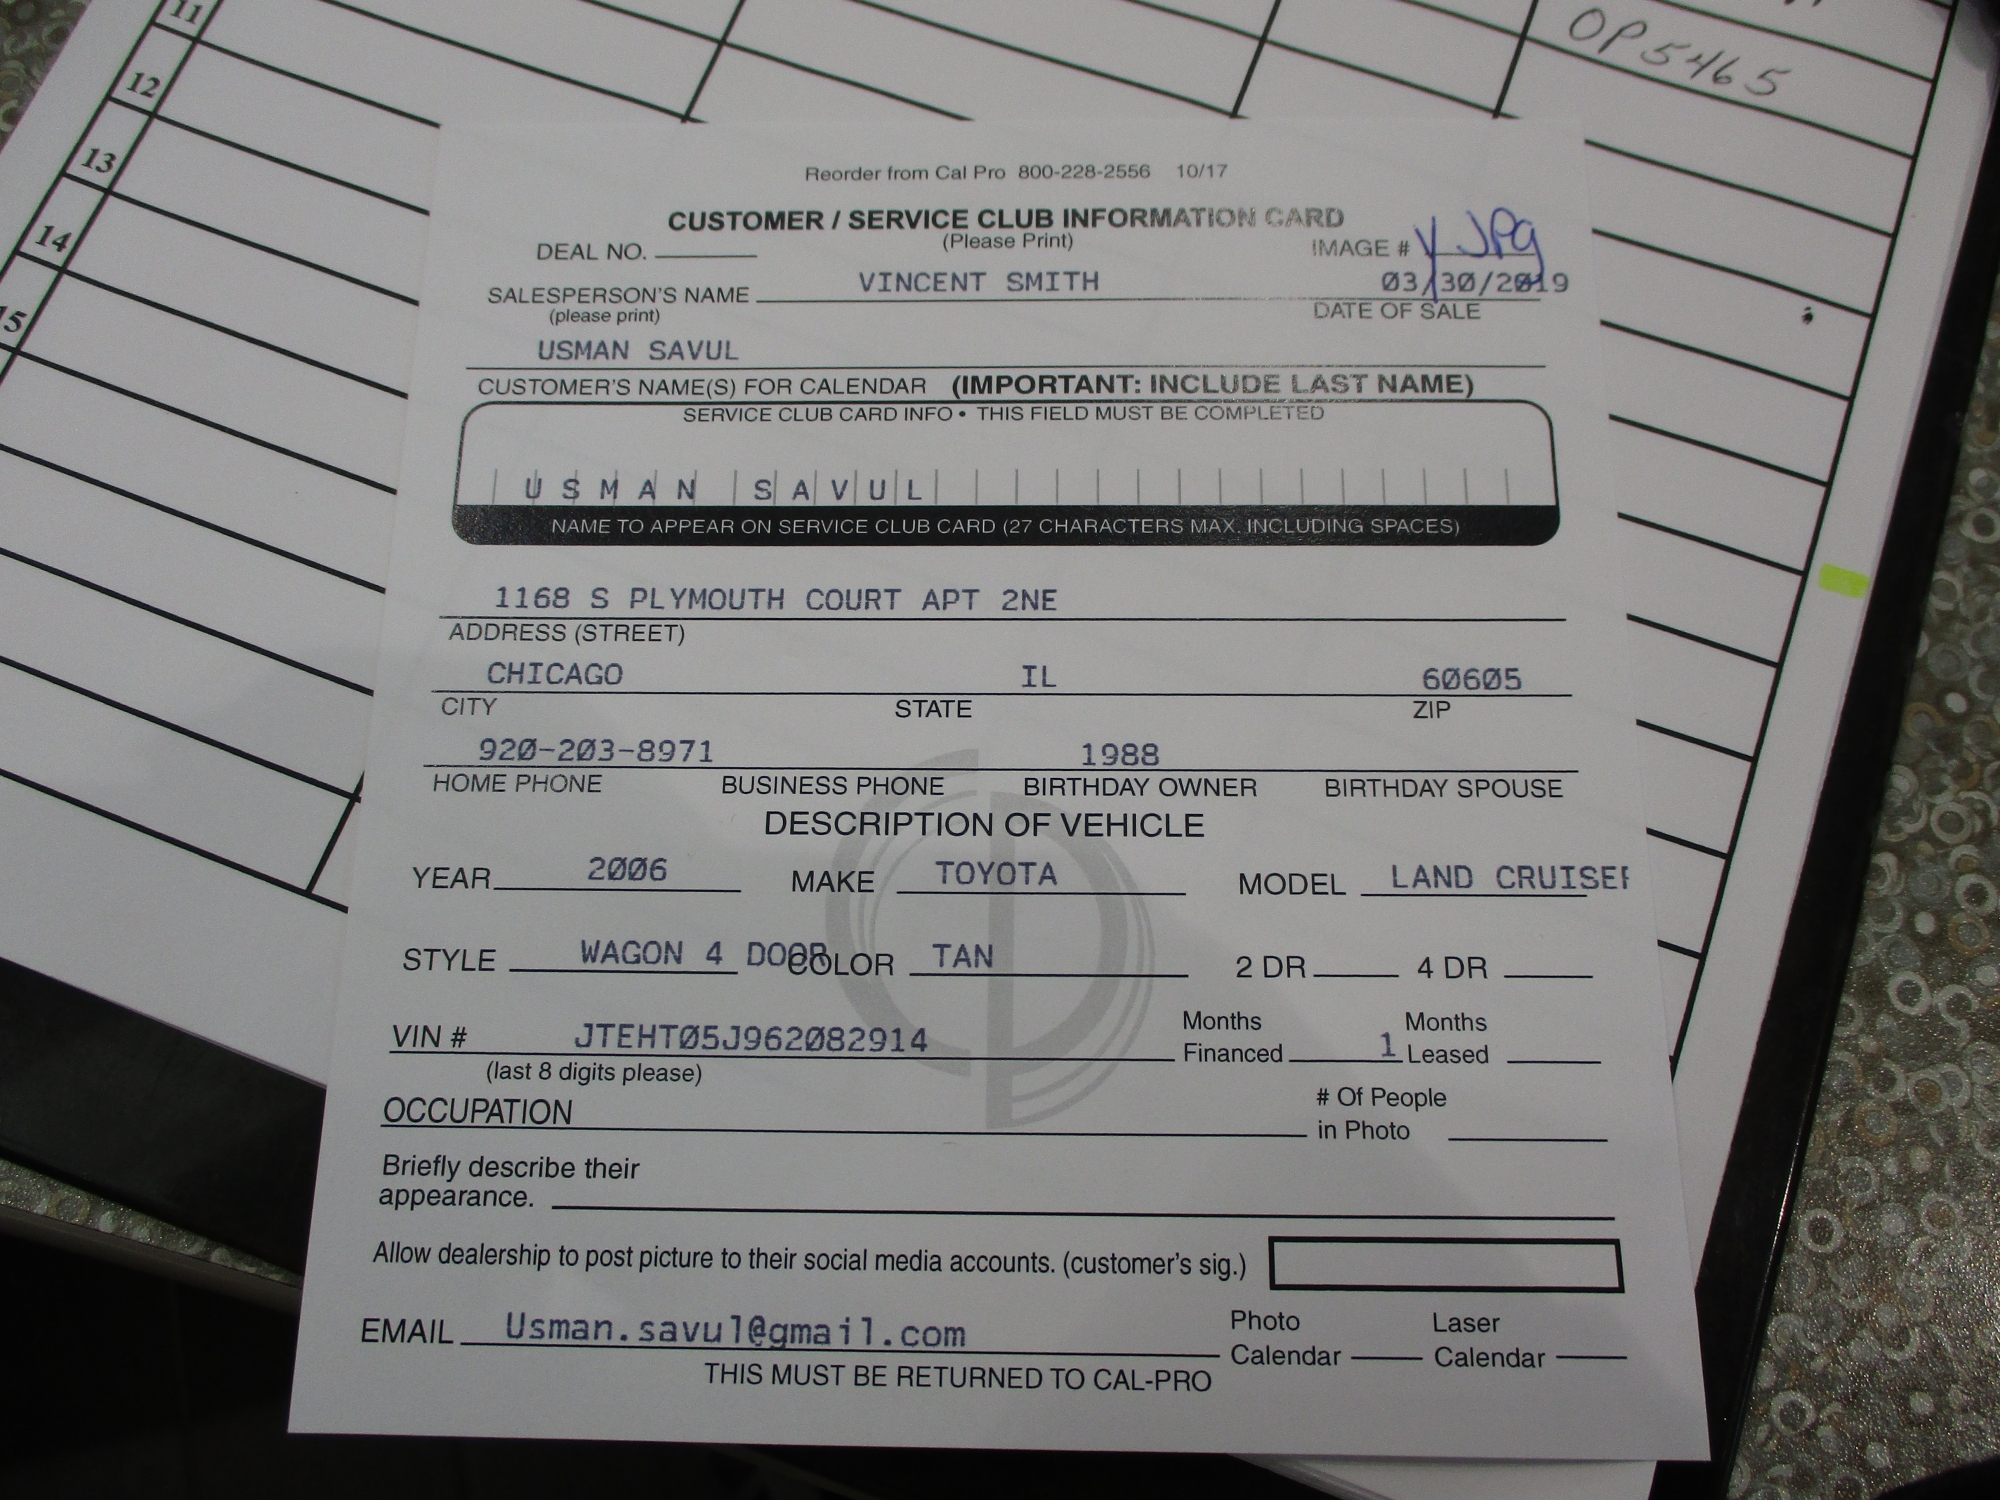 11
OP5465
12
13
14
15
Reorder from Cal Pro 800-228-2556 10/17
CUSTOMER / SERVICE CLUB INFORMATION CARD
(Please Print)
DEAL NO. IMAGE # JPg
VINCENT SMITH 03/30/2019
SALESPERSON'S NAME DATE OF SALE
(please print)
USMAN SAVUL
CUSTOMER'S NAME(S) FOR CALENDAR (IMPORTANT: INCLUDE LAST NAME)
SERVICE CLUB CARD INFO • THIS FIELD MUST BE COMPLETED
USMAN SAVUL
NAME TO APPEAR ON SERVICE CLUB CARD (27 CHARACTERS MAX. INCLUDING SPACES)
1168 S PLYMOUTH COURT APT 2NE
ADDRESS (STREET)
CHICAGO IL 60605
CITY STATE ZIP
920-203-8971 1988
HOME PHONE BUSINESS PHONE BIRTHDAY OWNER BIRTHDAY SPOUSE
DESCRIPTION OF VEHICLE
YEAR 2006 MAKE TOYOTA MODEL LAND CRUISER
STYLE WAGON 4 DOOR COLOR TAN 2 DR 4 DR
VIN # JTEHT05J962082914 Months Financed 1 Months Leased
(last 8 digits please)
OCCUPATION # Of People in Photo
Briefly describe their
appearance.
Allow dealership to post picture to their social media accounts. (customer's sig.)
EMAIL Usman.savul@gmail.com Photo Calendar Laser Calendar
THIS MUST BE RETURNED TO CAL-PRO